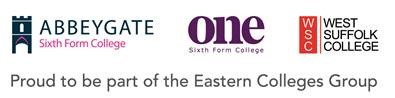 ABBEYGATE
Sixth Form College
one
Sixth Form College
WSC
WEST
SUFFOLK
COLLEGE
Proud to be part of the Eastern Colleges Group